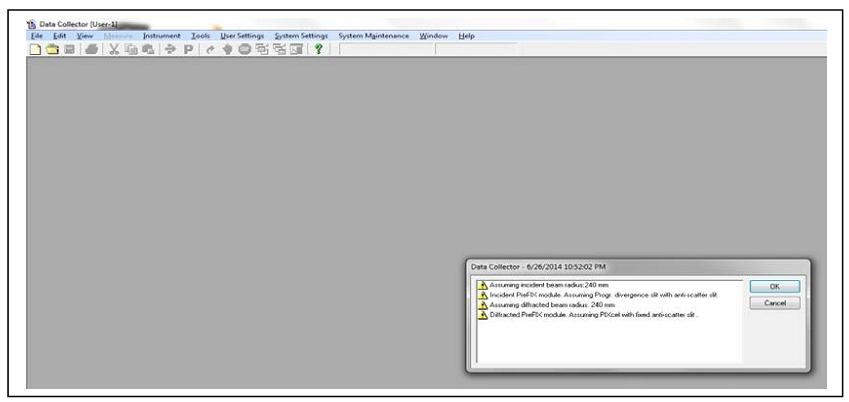 Data Collector [User-1]
File Edit View Measure Instrument Tools User Settings System Settings System Maintenance Window Help
P ?
Data Collector - 6/26/2014 10:52:02 PM
Assuming incident beam radius: 240 mm
Incident PreFIX module. Assuming Progr. divergence slit with anti-scatter slit.
Assuming diffracted beam radius: 240 mm
Diffracted PreFIX module. Assuming PIXcel with fixed anti-scatter slit .
OK
Cancel